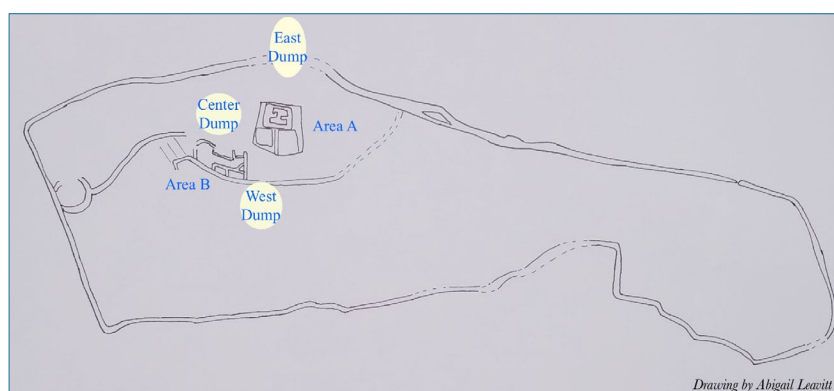 East
Dump
Center
Dump
Area A
Area B
West
Dump
Drawing by Abigail Leavitt